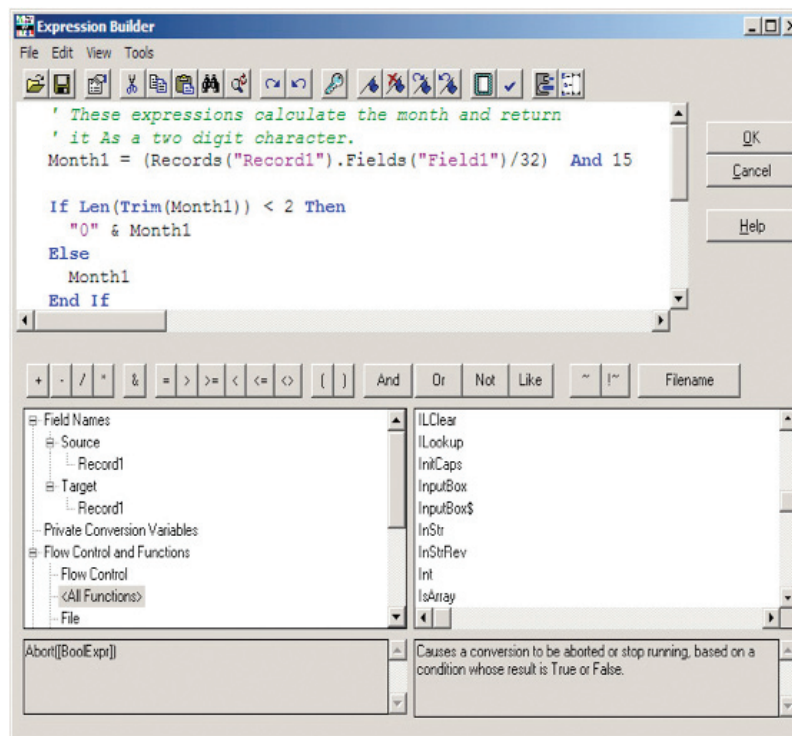 Expression Builder
File Edit View Tools
' These expressions calculate the month and return
' it As a two digit character.
Month1 = (Records("Record1").Fields("Field1")/32) And 15
If Len(Trim(Month1)) < 2 Then
"0" & Month1
Else
Month1
End If
OK
Cancel
Help
+ - / * & = > >= < <= <> ( ) And Or Not Like ~ !~ Filename
Field Names
Source
Record1
Target
Record1
Private Conversion Variables
Flow Control and Functions
Flow Control
<All Functions>
File
ILClear
ILookup
InitCaps
InputBox
InputBox$
InStr
InStrRev
Int
IsArray
Abort([BoolExpr])
Causes a conversion to be aborted or stop running, based on a
condition whose result is True or False.